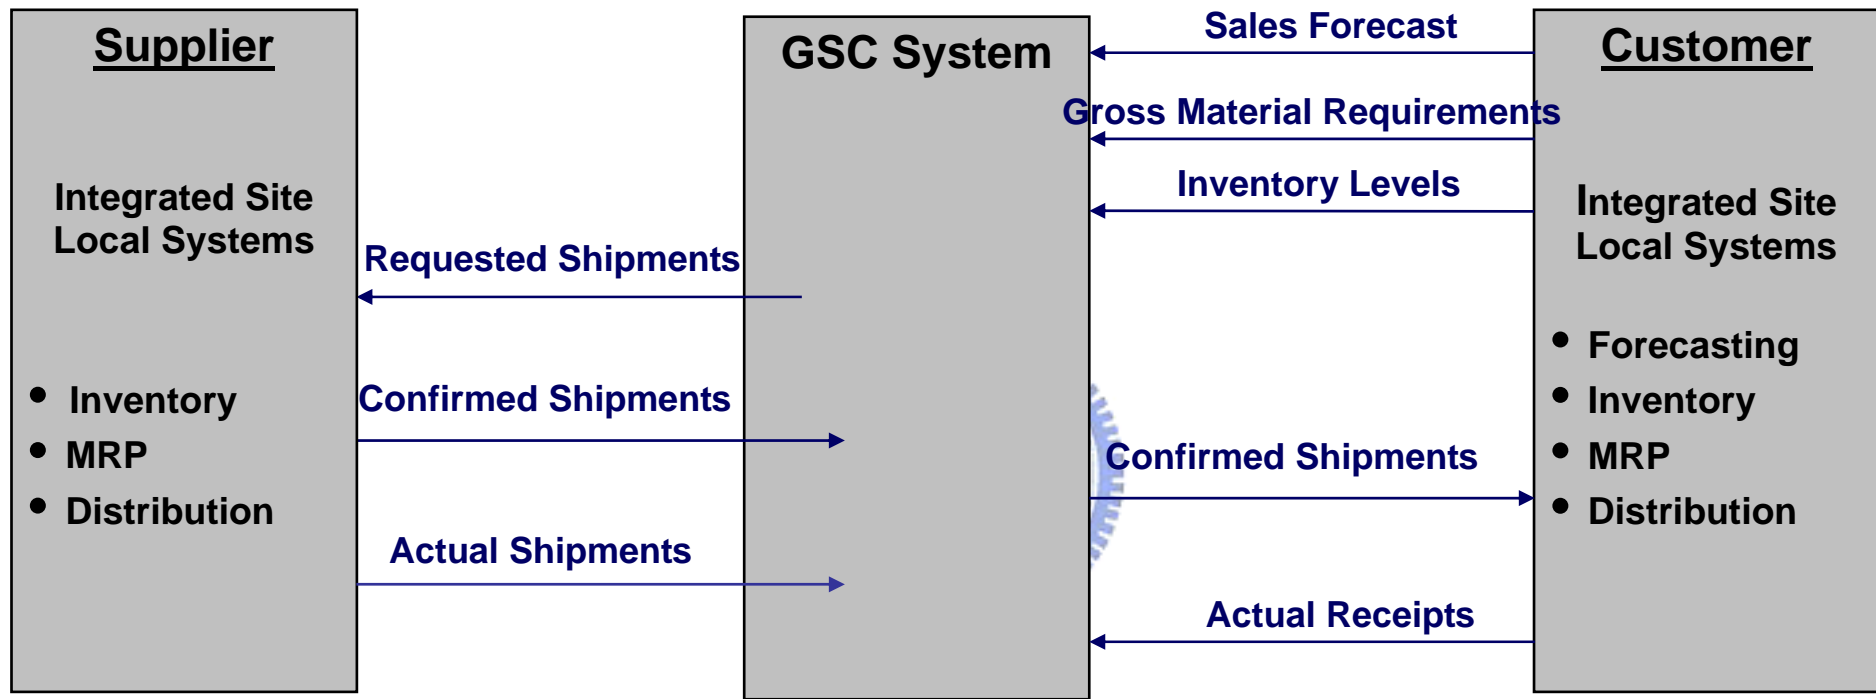 Supplier
Integrated Site
Local Systems
• Inventory
• MRP
• Distribution
Requested Shipments
Confirmed Shipments
Actual Shipments
GSC System
Sales Forecast
Gross Material Requirements
Inventory Levels
Confirmed Shipments
Actual Receipts
Customer
Integrated Site
Local Systems
• Forecasting
• Inventory
• MRP
• Distribution